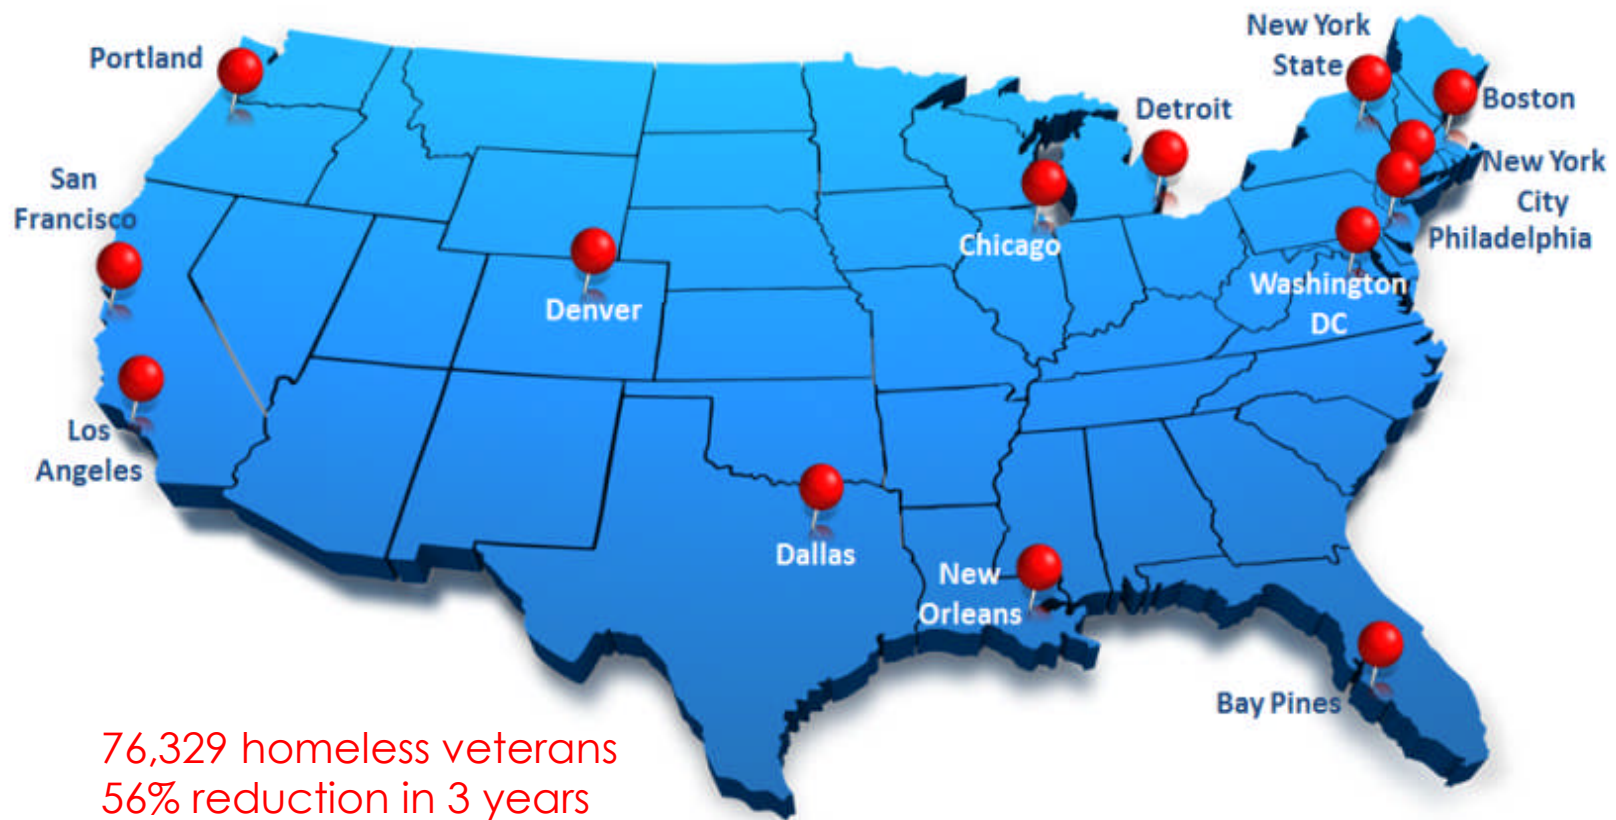 New York
State
Portland
Detroit
Boston
San
Francisco
New York
City
Philadelphia
Chicago
Washington
DC
Denver
Los
Angeles
Dallas
New
Orleans
Bay Pines
76,329 homeless veterans
56% reduction in 3 years